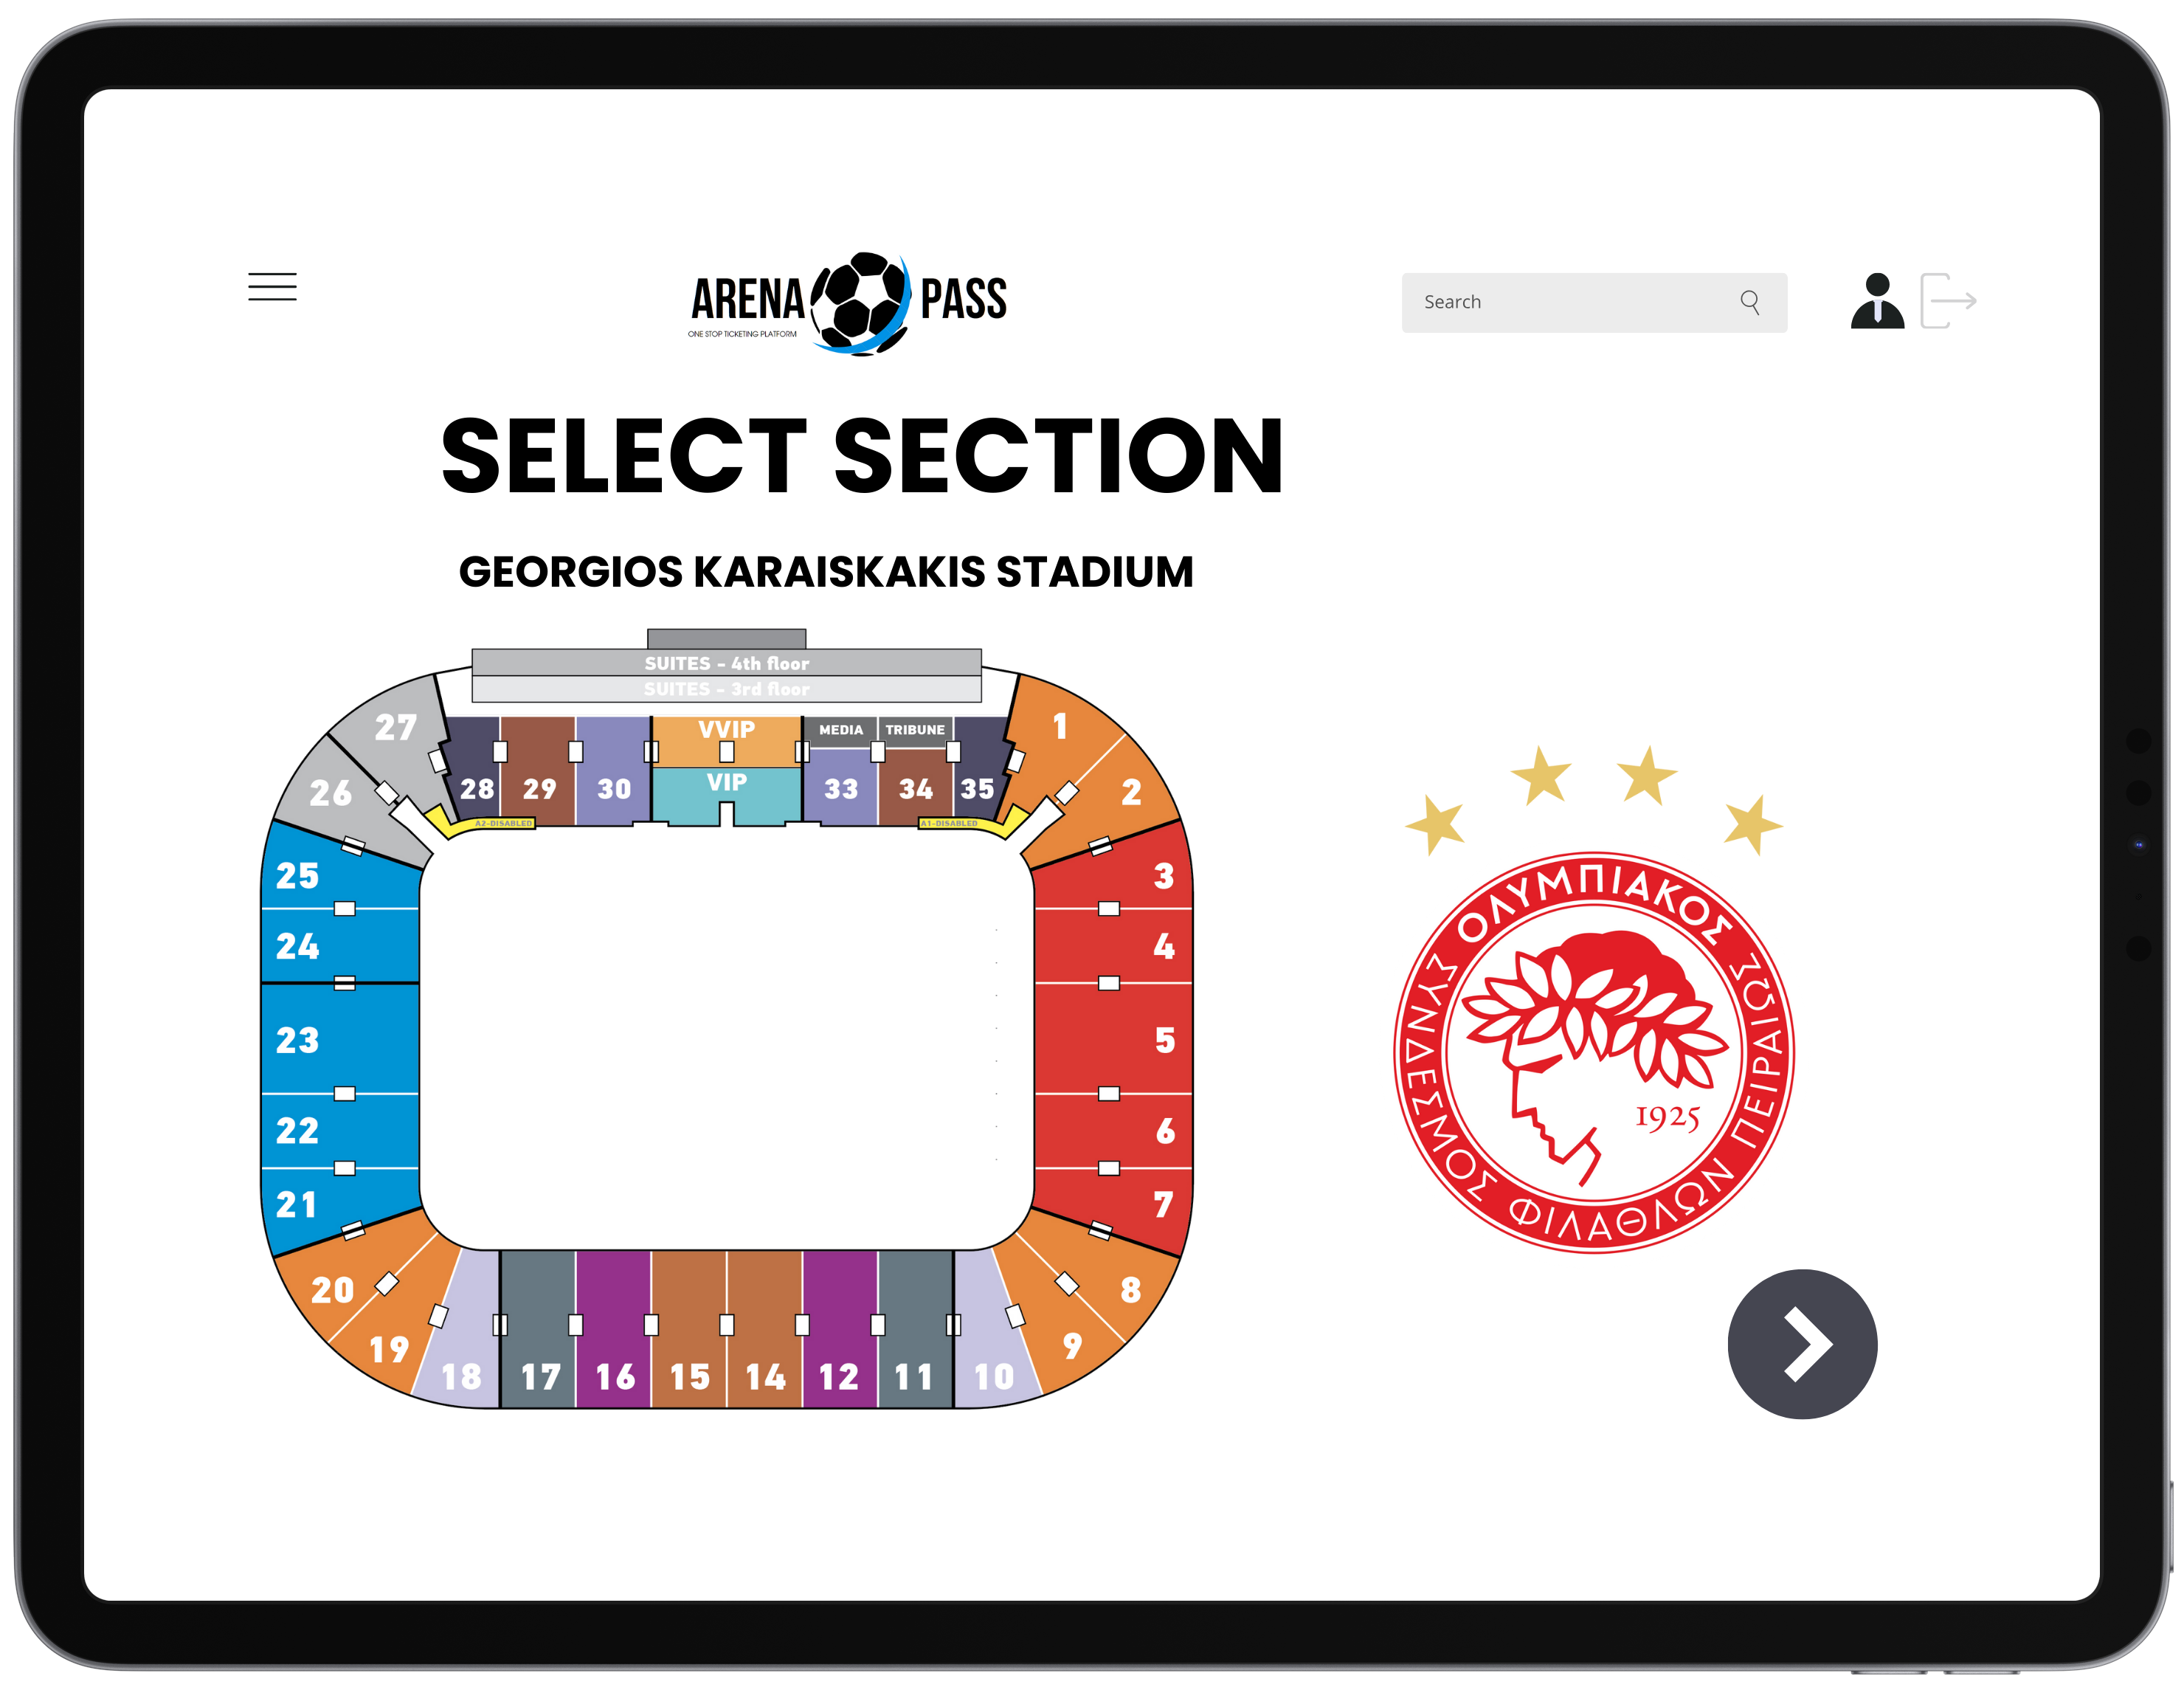 ARENA PASS
ONE STOP TICKETING PLATFORM
Search
SELECT SECTION
GEORGIOS KARAISKAKIS STADIUM
SUITES - 4th floor
SUITES - 3rd floor
27
28
29
30
VVIP
VIP
MEDIA
TRIBUNE
33
34
35
1
26
2
A2-DISABLED
A1-DISABLED
25
3
24
4
23
5
22
6
21
7
20
8
19
9
18
17
16
15
14
12
11
10
ΟΛΥΜΠΙΑΚΟΣ
ΣΥΝΔΕΣΜΟΣ ΦΙΛΑΘΛΩΝ ΠΕΙΡΑΙΩΣ
1925